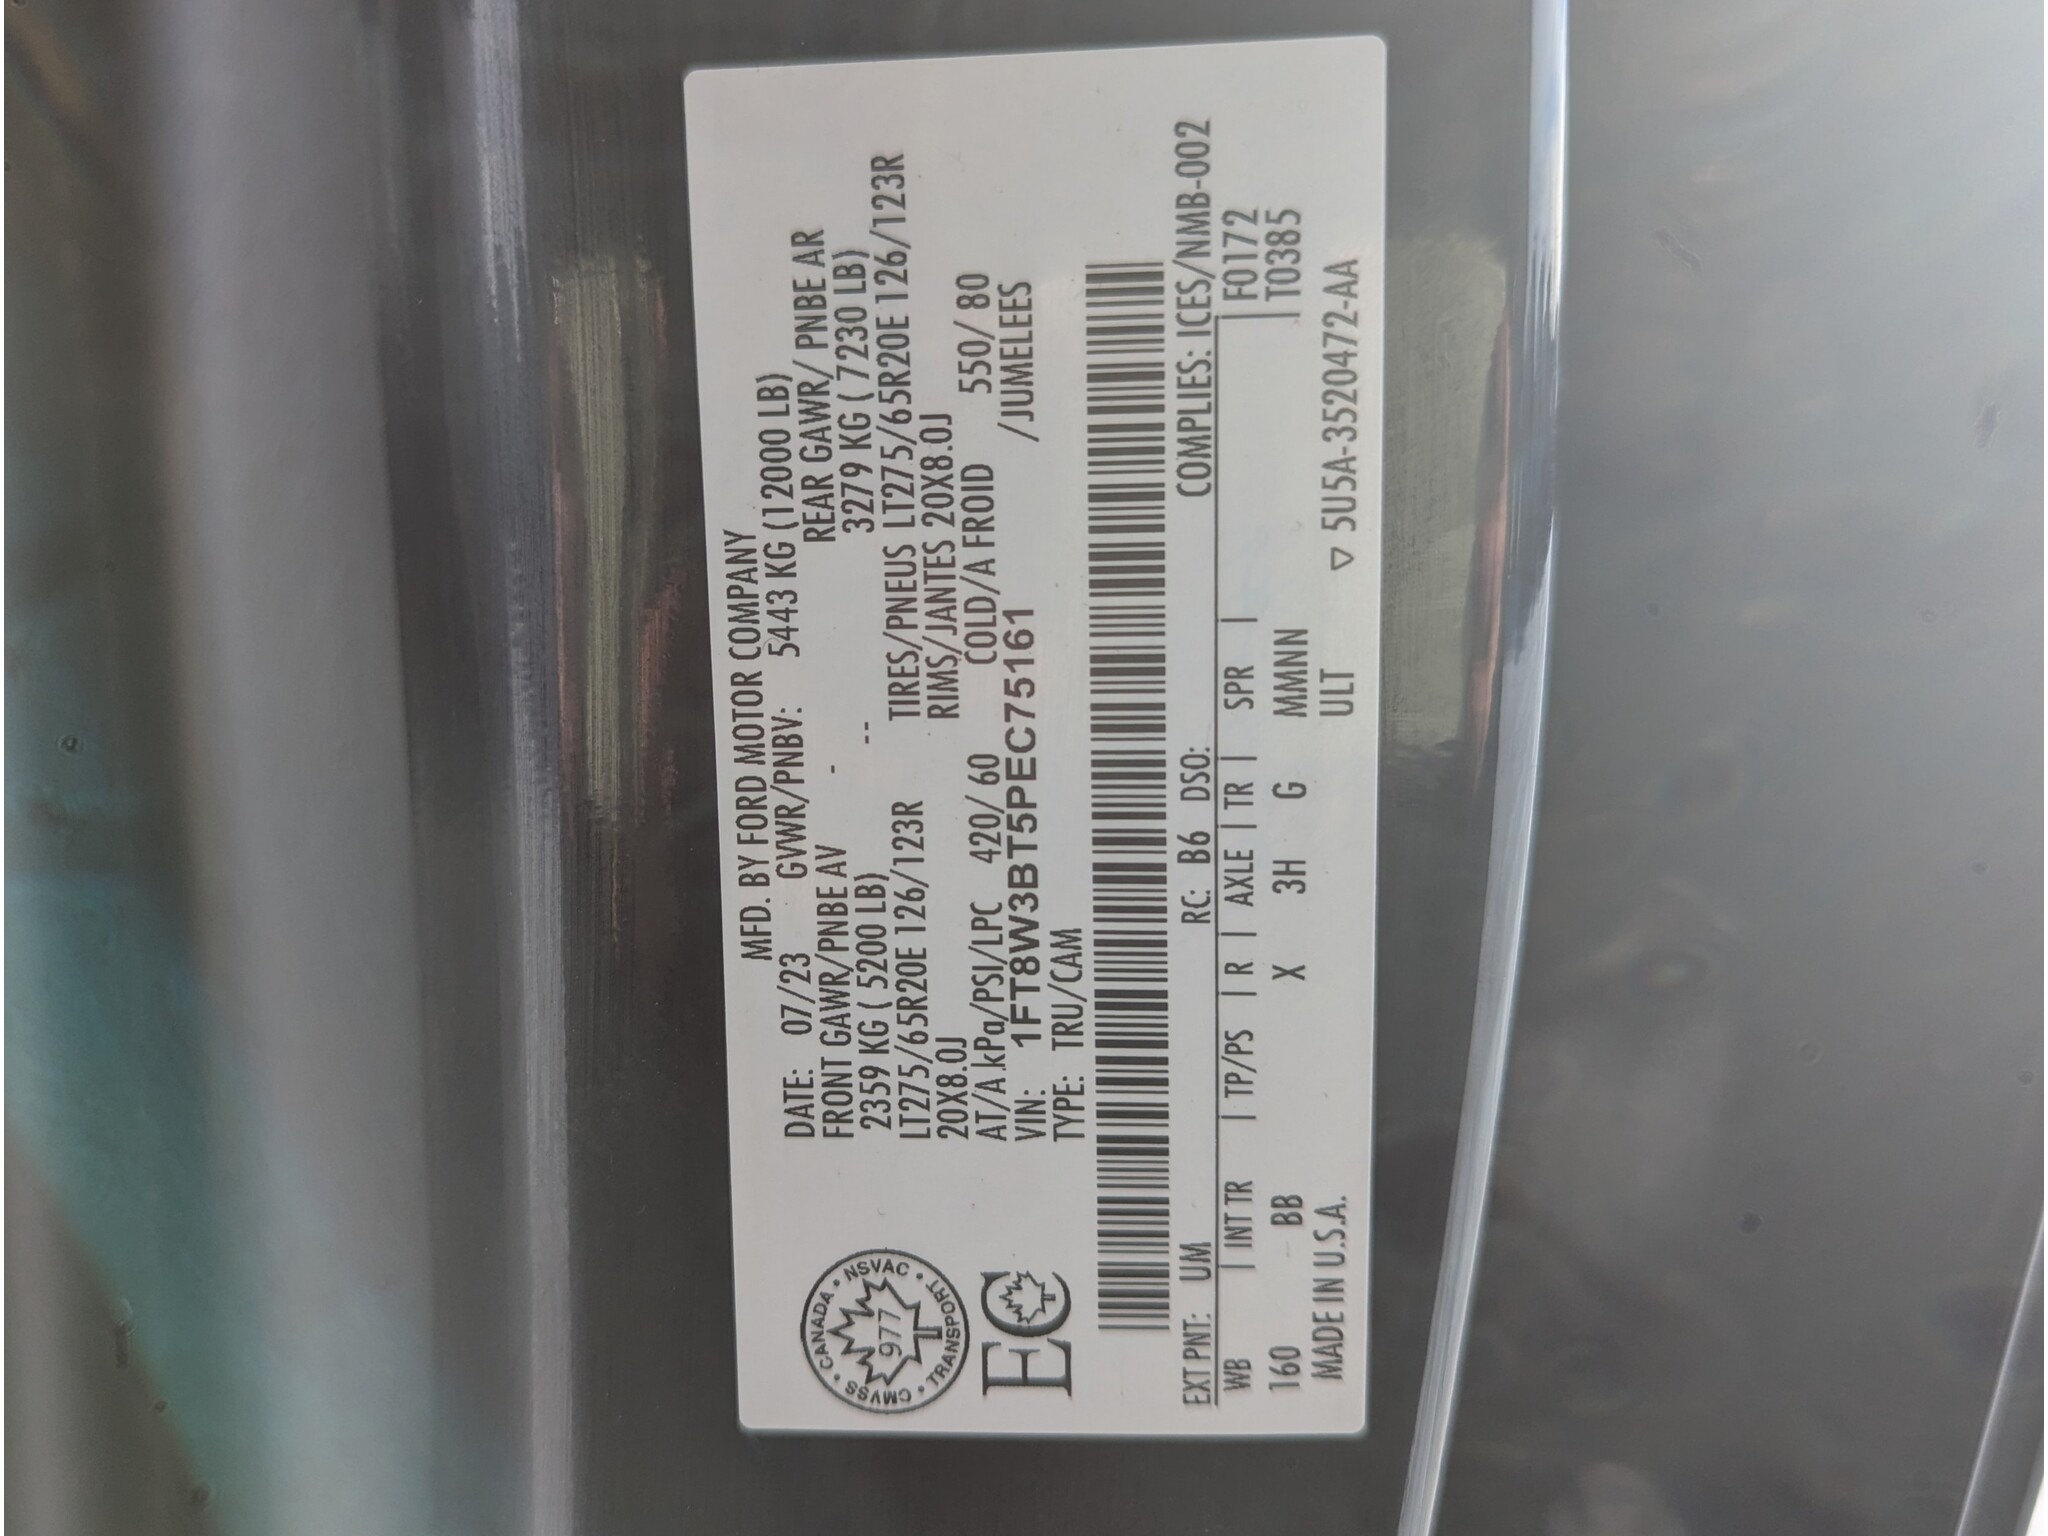 MFD. BY FORD MOTOR COMPANY
DATE: 07/23 GVWR/PNBV: 5443 KG (12000 LB)
FRONT GAWR/PNBE AV - REAR GAWR/ PNBE AR
2359 KG ( 5200 LB) -- 3279 KG ( 7230 LB)
LT275/65R20E 126/123R TIRES/PNEUS LT275/65R20E 126/123R
20X8.0J RIMS/JANTES 20X8.0J
AT/A kPa/PSI/LPC 420/ 60 COLD/A FROID 550/ 80
VIN: 1FT8W3BT5PEC75161 /JUMELEES
TYPE: TRU/CAM
CANADA • NSVAC • TRANSPORT • CMVSS •
977
EC
EXT PNT: UM RC: B6 DSO: COMPLIES: ICES/NMB-002
WB | INT TR | TP/PS | R | AXLE | TR | SPR | F0172
160 BB X 3H G MMNN T0385
MADE IN U.S.A. ULT ▽ 5U5A-3520472-AA